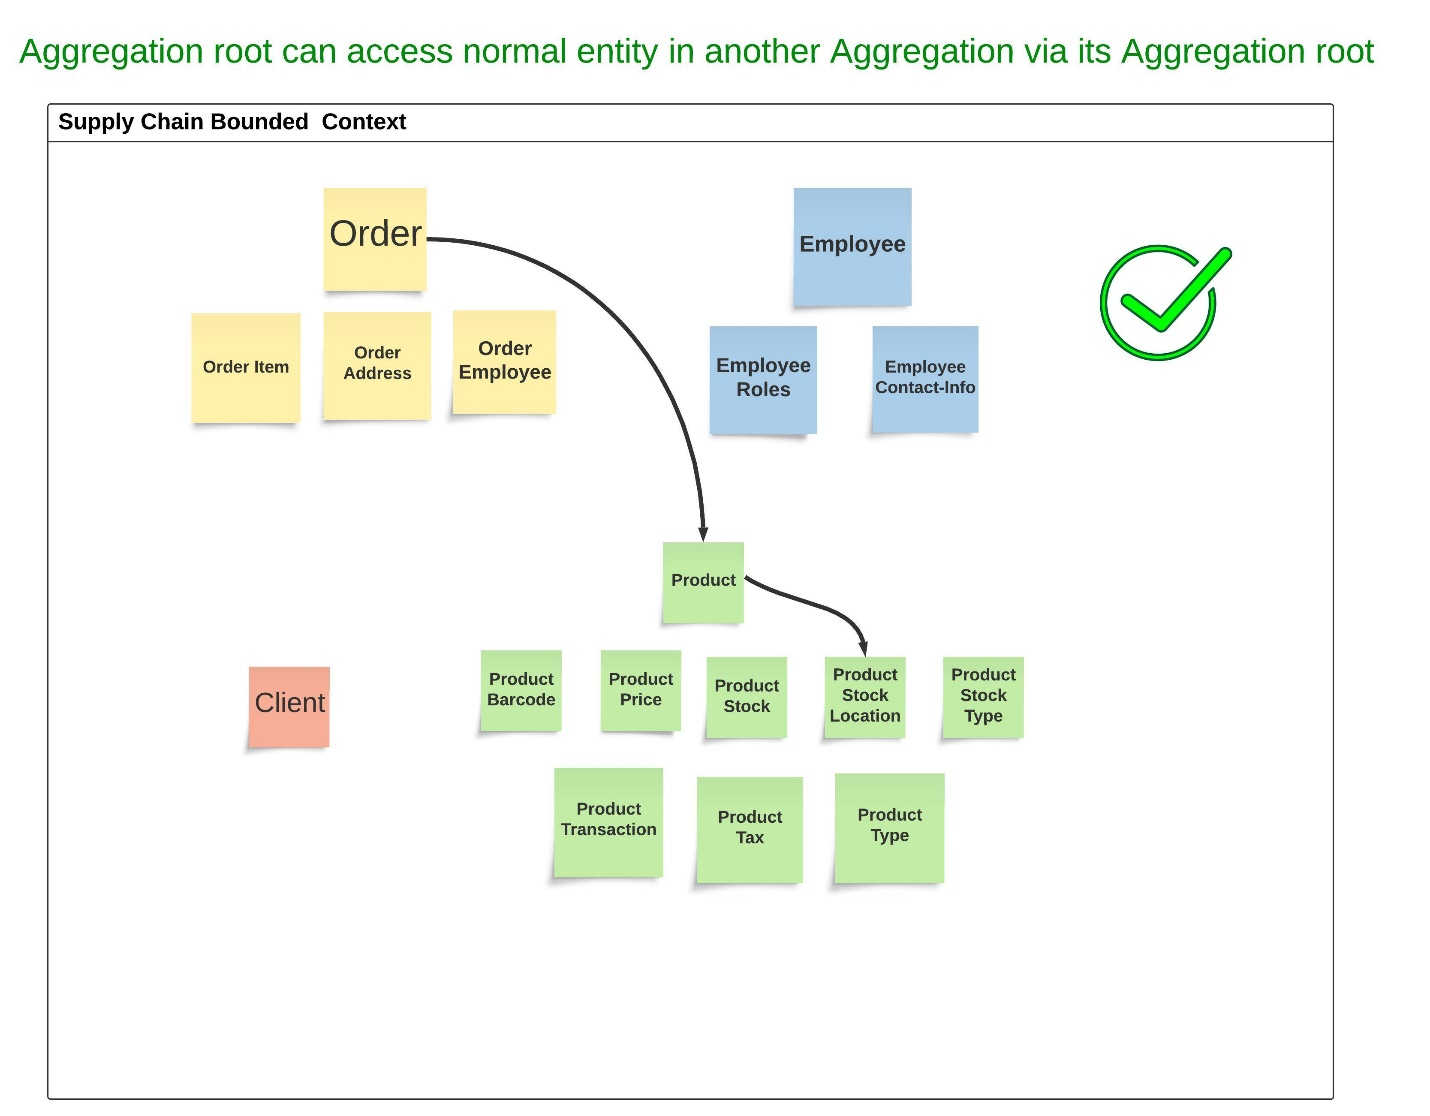 Aggregation root can access normal entity in another Aggregation via its Aggregation root
Supply Chain Bounded  Context
Order
Employee
Order Item
Order
Address
Order
Employee
Employee
Roles
Employee
Contact-Info
Product
Client
Product
Barcode
Product
Price
Product
Stock
Product
Stock
Location
Product
Stock
Type
Product
Transaction
Product
Tax
Product
Type